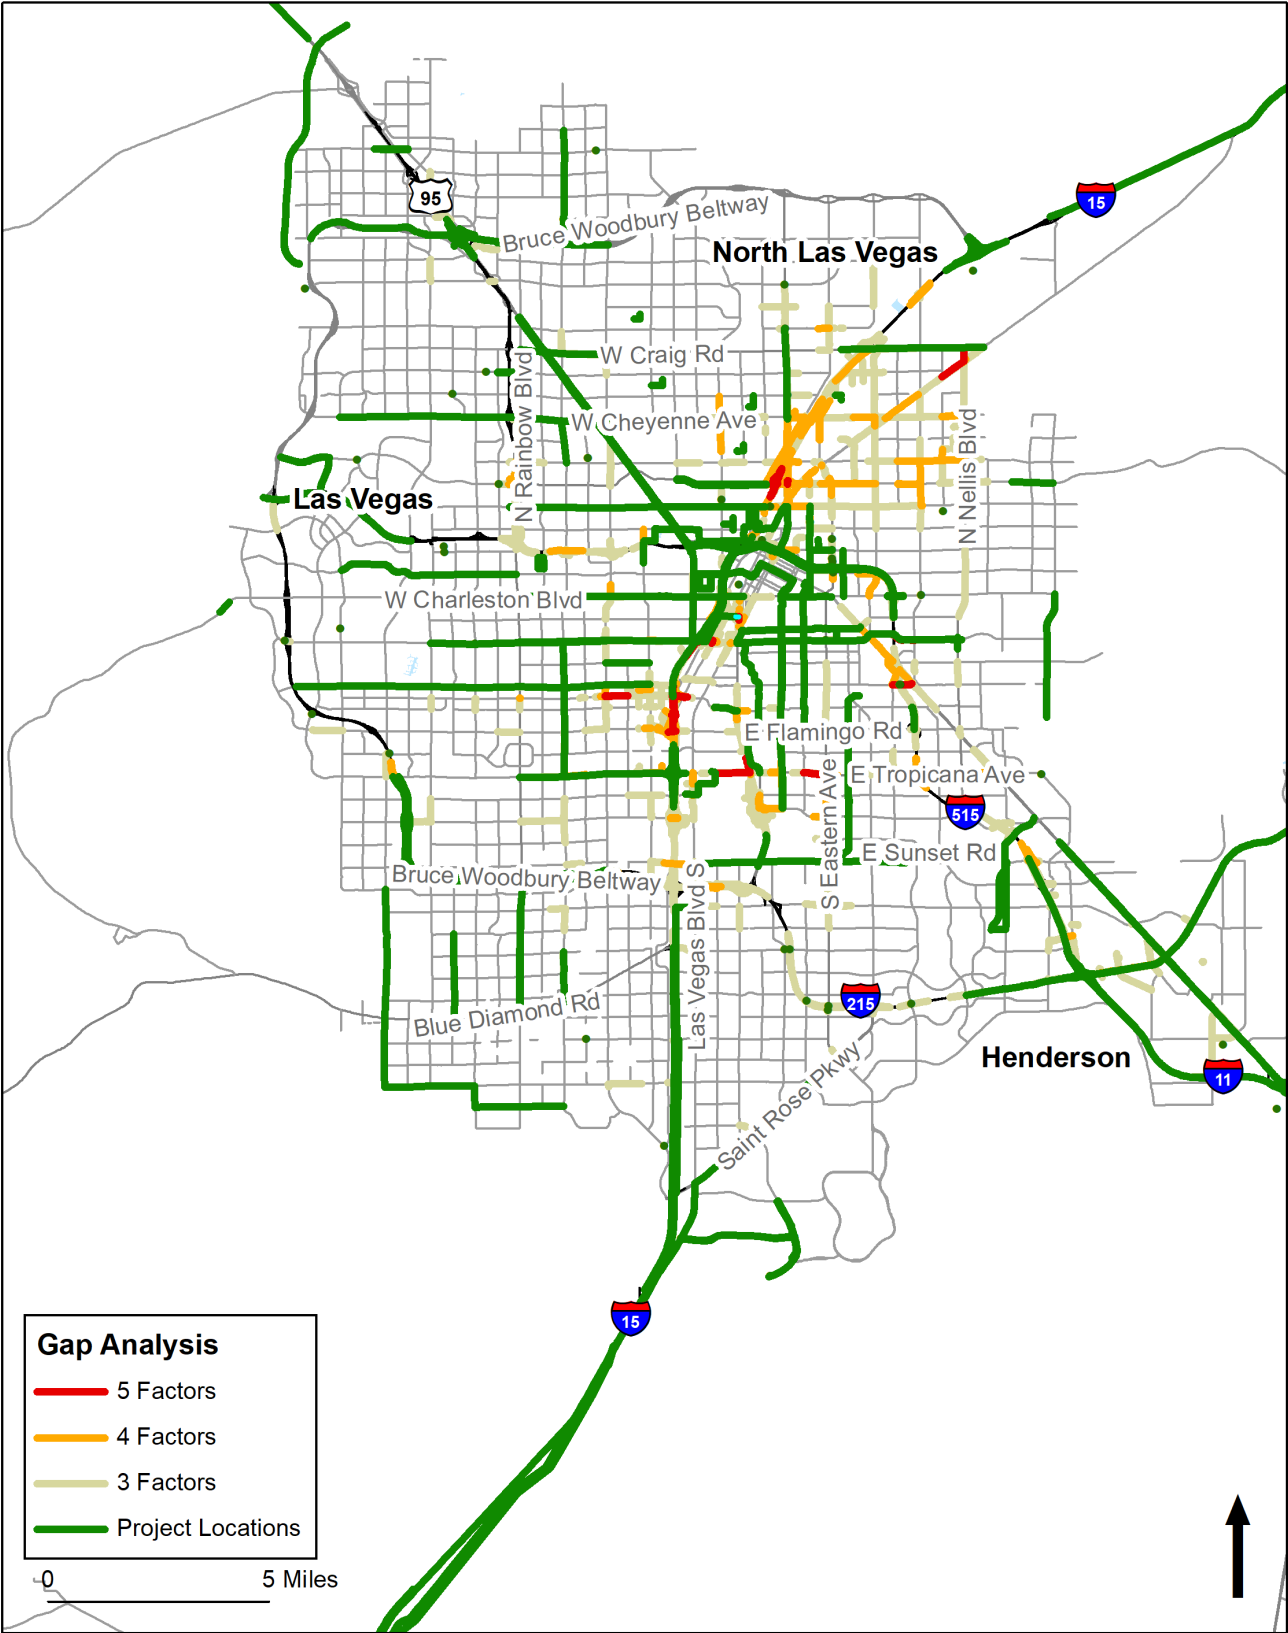 95
Bruce Woodbury Beltway
15
North Las Vegas
W Craig Rd
N Rainbow Blvd
W Cheyenne Ave
N Nellis Blvd
Las Vegas
W Charleston Blvd
E Flamingo Rd
E Tropicana Ave
515
S Eastern Ave
E Sunset Rd
Bruce Woodbury Beltway
Las Vegas Blvd S
215
Blue Diamond Rd
Henderson
11
Saint Rose Pkwy
15
Gap Analysis
5 Factors
4 Factors
3 Factors
Project Locations
0 5 Miles